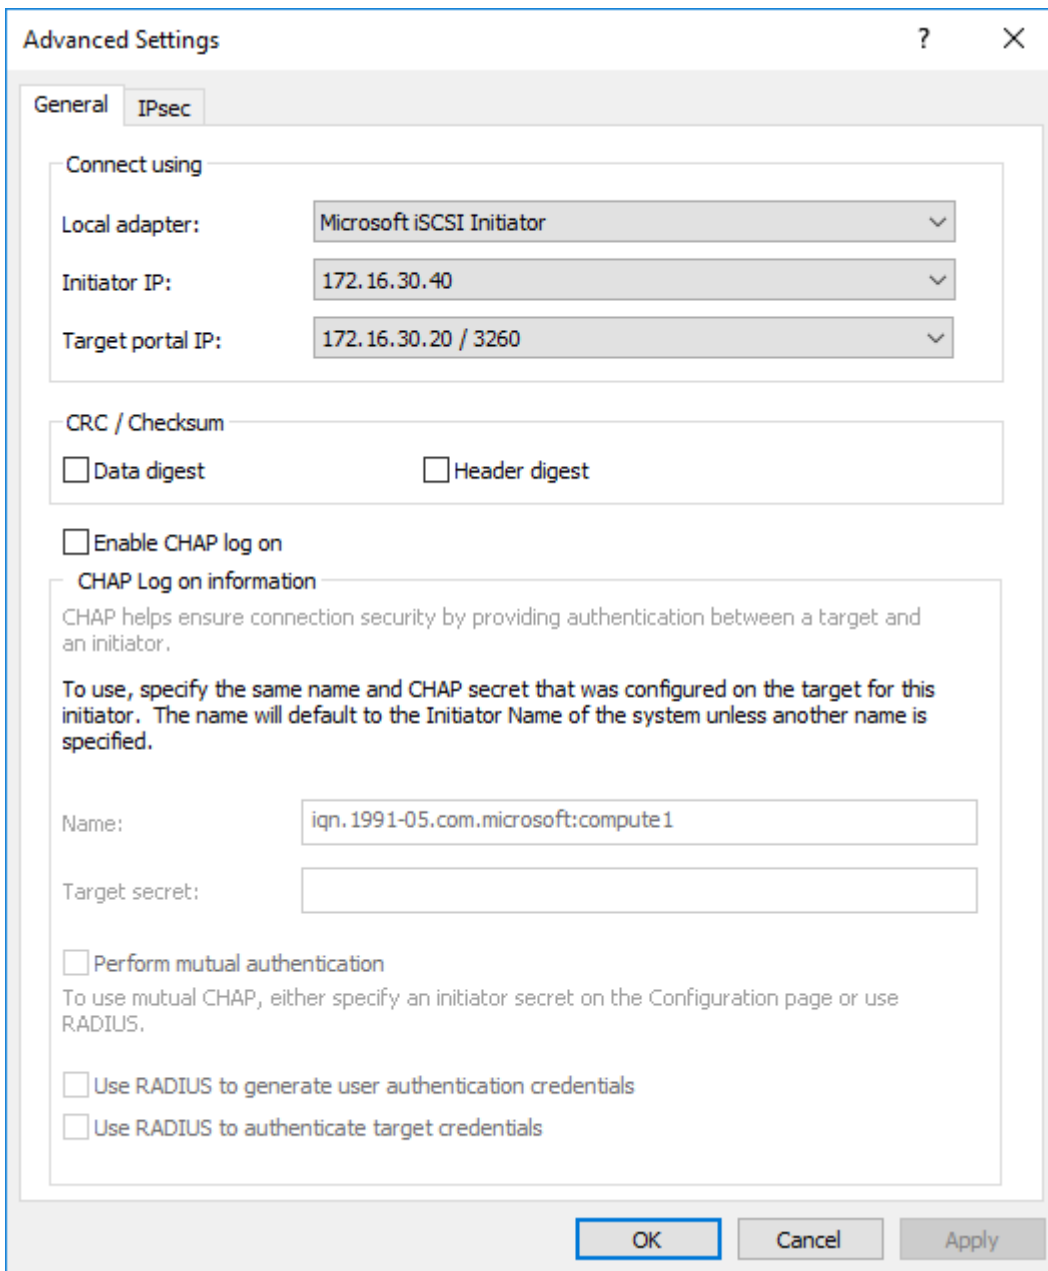 Advanced Settings
?
General
IPsec
Connect using
Local adapter:
Microsoft iSCSI Initiator
Initiator IP:
172.16.30.40
Target portal IP:
172.16.30.20 / 3260
CRC / Checksum
Data digest
Header digest
Enable CHAP log on
CHAP Log on information
CHAP helps ensure connection security by providing authentication between a target and
an initiator.
To use, specify the same name and CHAP secret that was configured on the target for this
initiator.  The name will default to the Initiator Name of the system unless another name is
specified.
Name:
iqn.1991-05.com.microsoft:compute1
Target secret:
Perform mutual authentication
To use mutual CHAP, either specify an initiator secret on the Configuration page or use
RADIUS.
Use RADIUS to generate user authentication credentials
Use RADIUS to authenticate target credentials
OK
Cancel
Apply